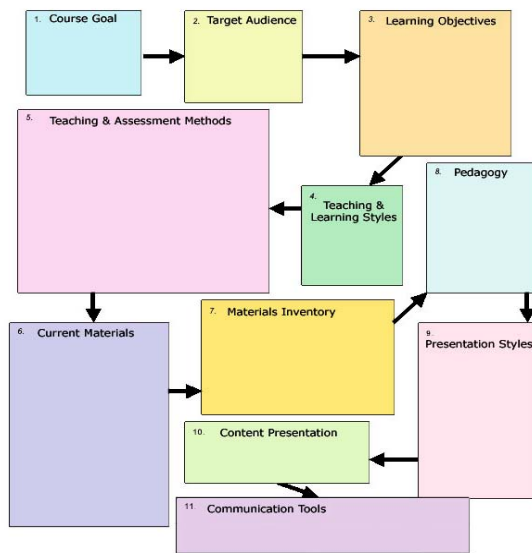 1. Course Goal
2. Target Audience
3. Learning Objectives
5. Teaching & Assessment Methods
4. Teaching &
Learning Styles
8. Pedagogy
6. Current Materials
7. Materials Inventory
9. Presentation Styles
10. Content Presentation
11. Communication Tools